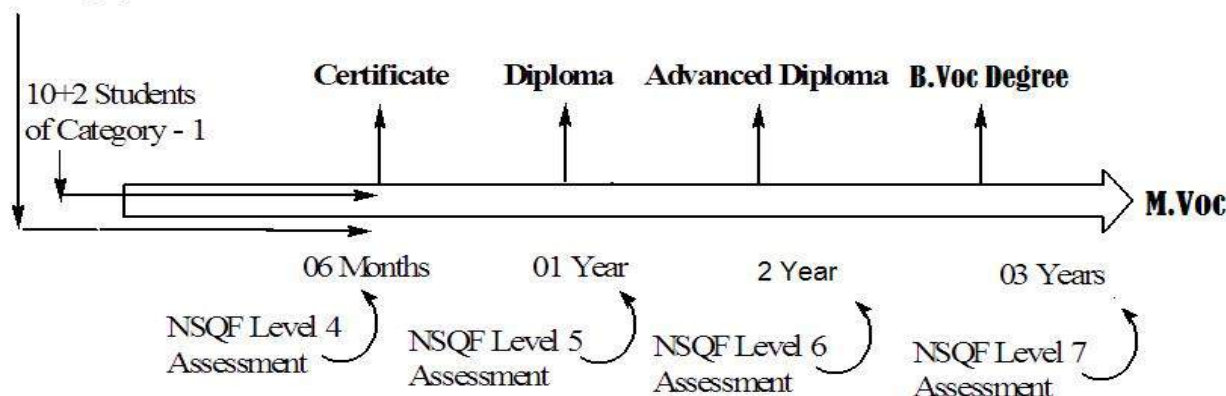 Certificate Diploma Advanced Diploma B.Voc Degree
10+2 Students
of Category - 1
M.Voc
06 Months 01 Year 2 Year 03 Years
NSQF Level 4 NSQF Level 5 NSQF Level 6 NSQF Level 7
Assessment Assessment Assessment Assessment